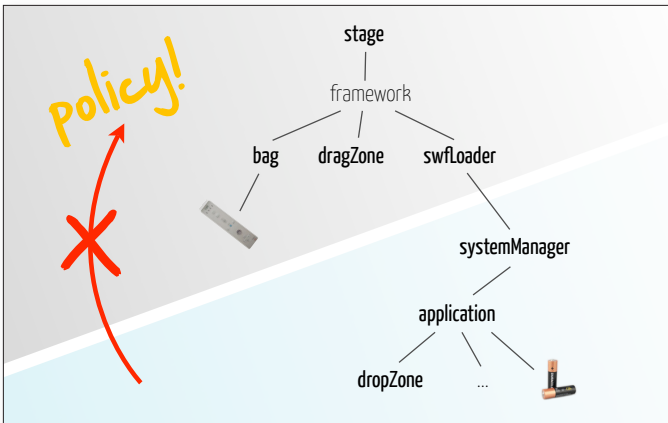 policy!
stage
framework
bag dragZone swfLoader
systemManager
application
dropZone ...